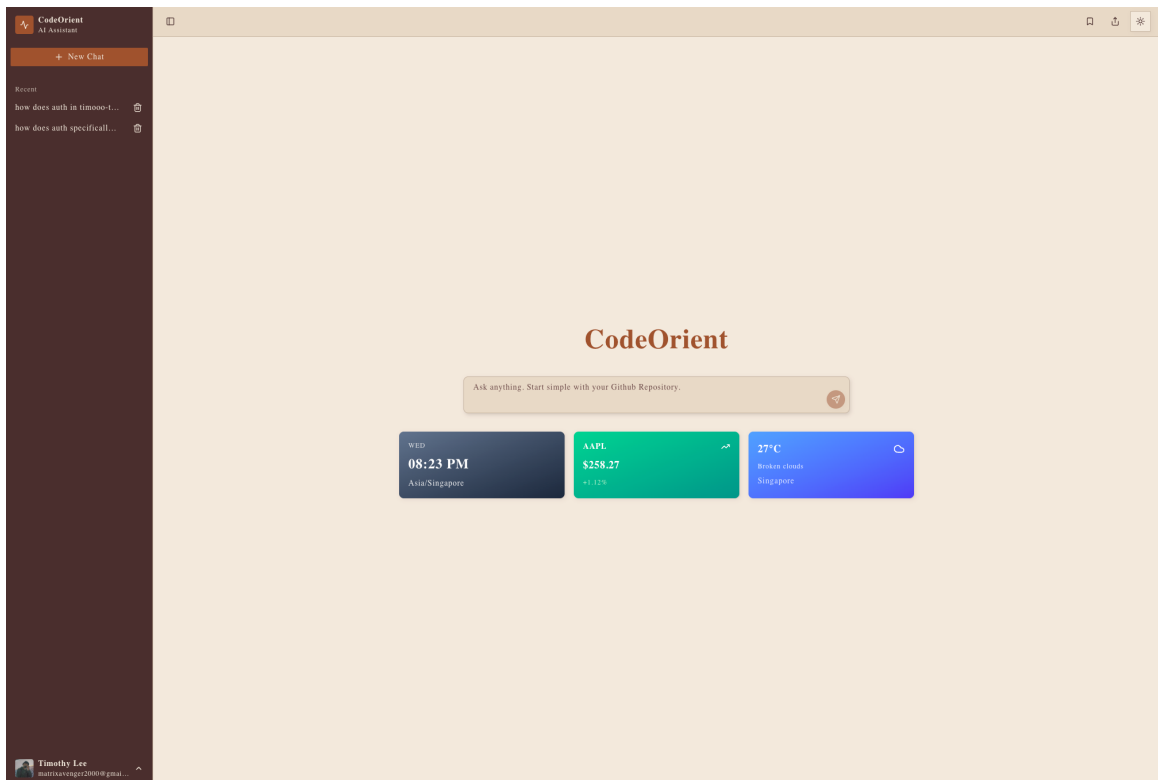 CodeOrient
AI Assistant
+ New Chat
Recent
how does auth in timooo-t...
how does auth specificall...
Timothy Lee
matrixavenger2000@gmai...
CodeOrient
Ask anything. Start simple with your Github Repository.
WED
08:23 PM
Asia/Singapore
AAPL
$258.27
+1.12%
27°C
Broken clouds
Singapore